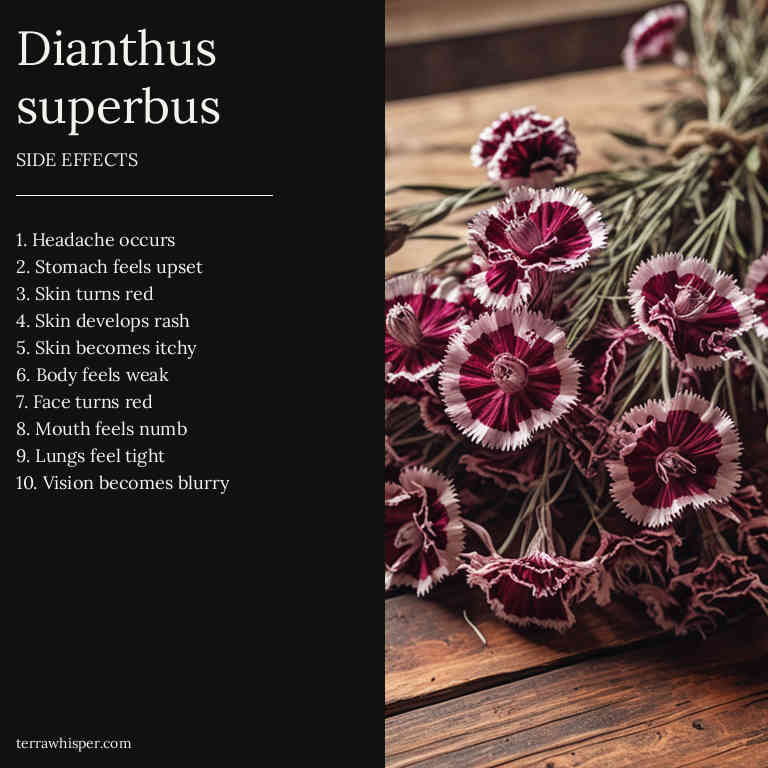 Dianthus
superbus
SIDE EFFECTS
1. Headache occurs
2. Stomach feels upset
3. Skin turns red
4. Skin develops rash
5. Skin becomes itchy
6. Body feels weak
7. Face turns red
8. Mouth feels numb
9. Lungs feel tight
10. Vision becomes blurry
terrawhisper.com